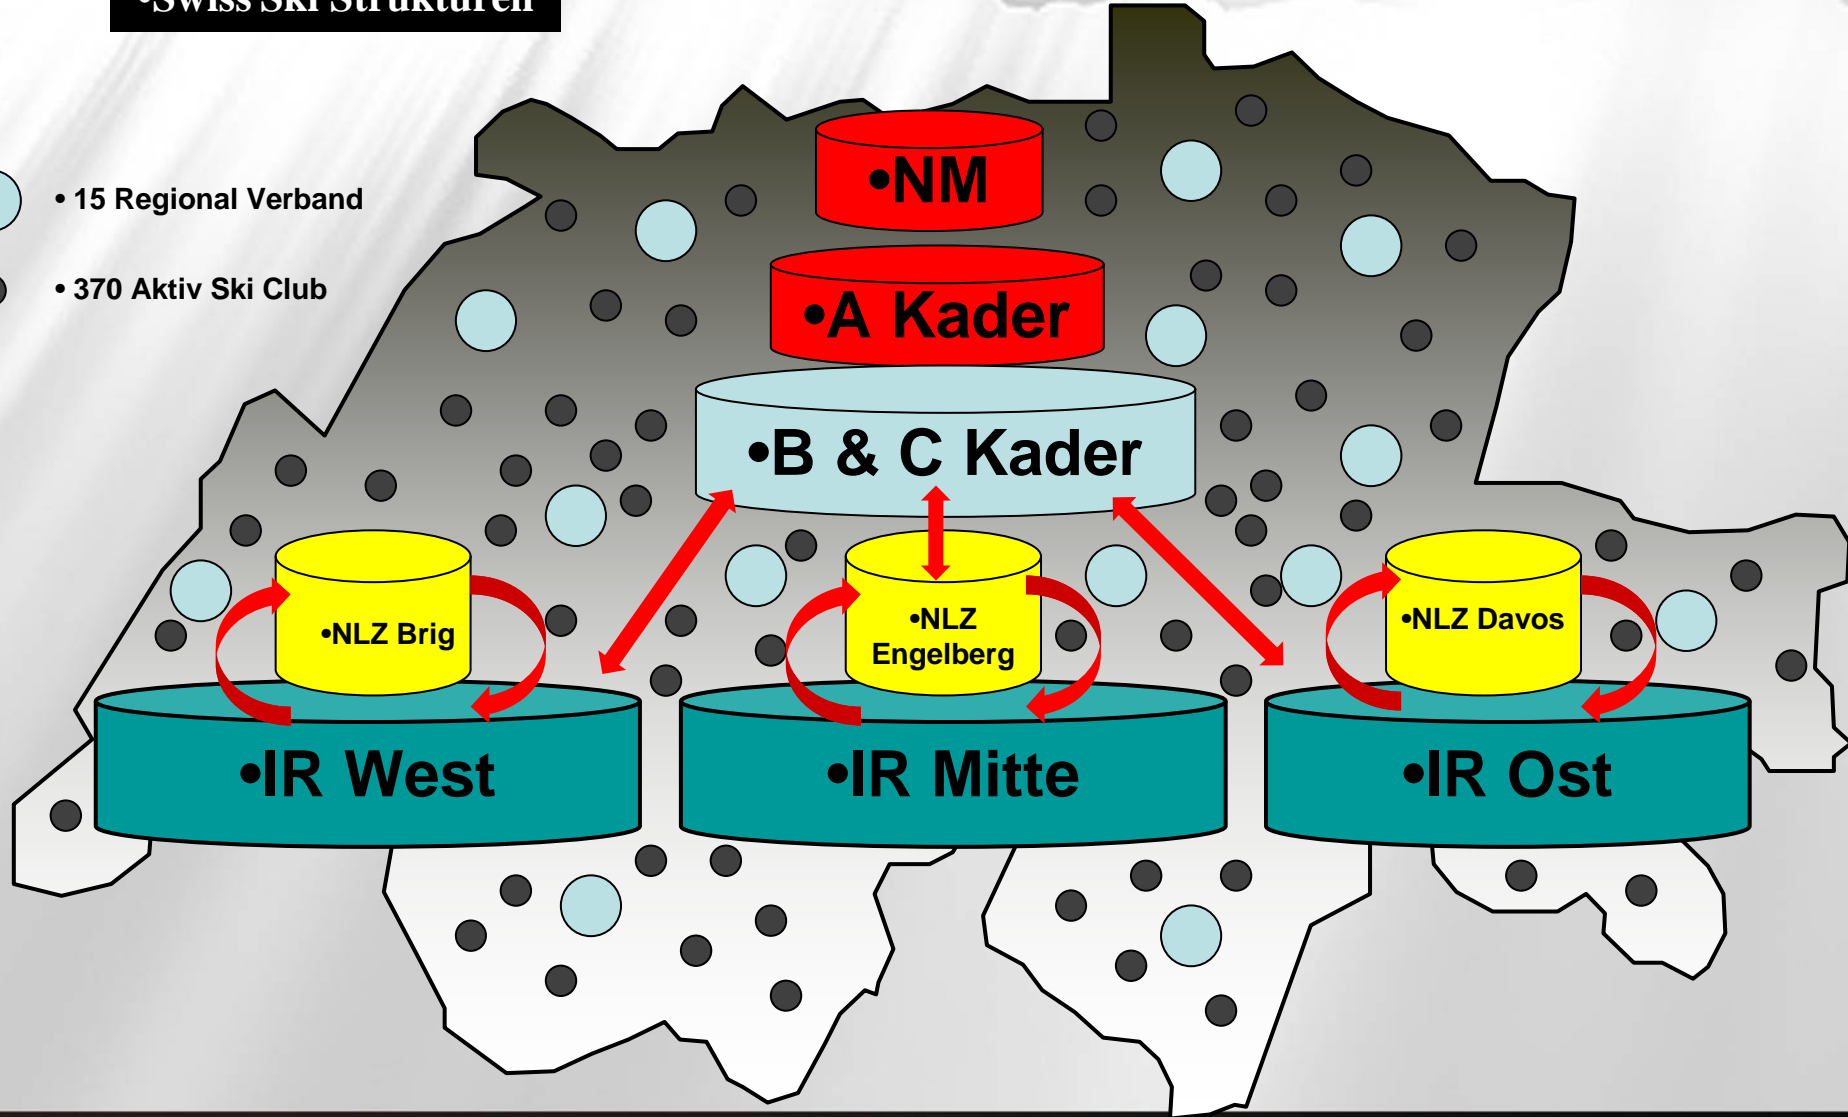 •Swiss Ski Strukturen
• 15 Regional Verband
• 370 Aktiv Ski Club
•NM
•A Kader
•B & C Kader
•NLZ Brig
•NLZ
Engelberg
•NLZ Davos
•IR West
•IR Mitte
•IR Ost